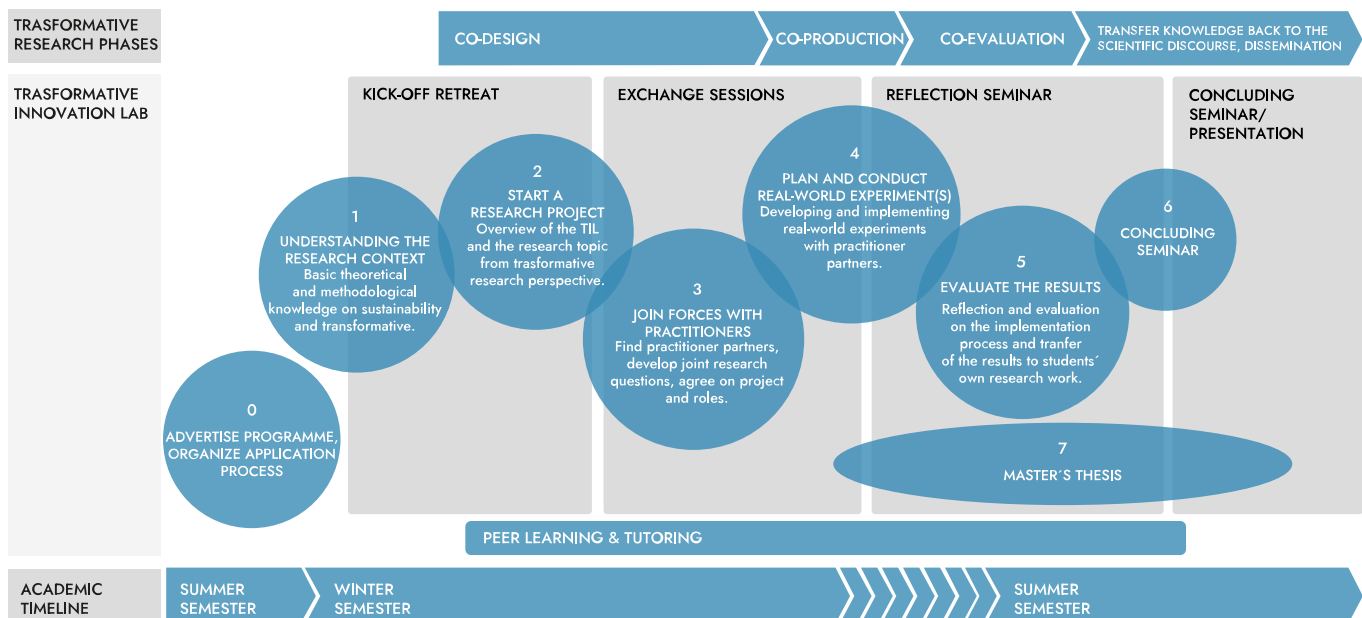 TRASFORMATIVE
RESEARCH PHASES
CO-DESIGN
CO-PRODUCTION
CO-EVALUATION
TRANSFER KNOWLEDGE BACK TO THE
SCIENTIFIC DISCOURSE, DISSEMINATION
TRASFORMATIVE
INNOVATION LAB
KICK-OFF RETREAT
EXCHANGE SESSIONS
REFLECTION SEMINAR
CONCLUDING
SEMINAR/
PRESENTATION
0
ADVERTISE PROGRAMME,
ORGANIZE APPLICATION
PROCESS
1
UNDERSTANDING THE
RESEARCH CONTEXT
Basic theoretical
and methodological
knowledge on sustainability
and transformative.
2
START A
RESEARCH PROJECT
Overview of the TIL
and the research topic
from trasformative
research perspective.
3
JOIN FORCES WITH
PRACTITIONERS
Find practitioner partners,
develop joint research
questions, agree on project
and roles.
4
PLAN AND CONDUCT
REAL-WORLD EXPERIMENT(S)
Developing and implementing
real-world experiments
with practitioner
partners.
5
EVALUATE THE RESULTS
Reflection and evaluation
on the implementation
process and tranfer
of the results to students´
own research work.
6
CONCLUDING
SEMINAR
7
MASTER´S THESIS
PEER LEARNING & TUTORING
ACADEMIC
TIMELINE
SUMMER
SEMESTER
WINTER
SEMESTER
SUMMER
SEMESTER